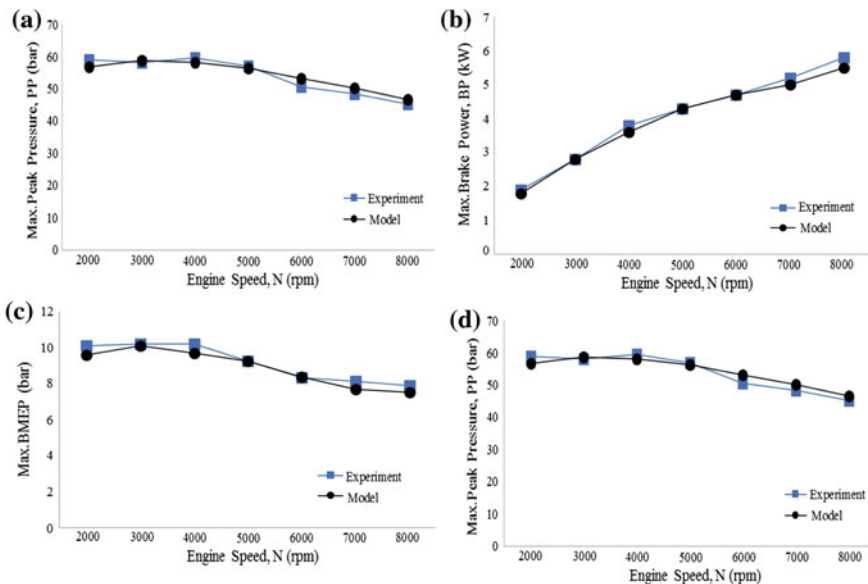 (a)
Max.Peak Pressure, PP (bar)
70
60
50
40
30
20
10
0
Experiment
Model
2000 3000 4000 5000 6000 7000 8000
Engine Speed, N (rpm)
(b)
Max.Brake Power, BP (kW)
7
6
5
4
3
2
1
0
Experiment
Model
2000 3000 4000 5000 6000 7000 8000
Engine Speed, N (rpm)
(c)
Max.BMEP (bar)
12
10
8
6
4
2
0
Experiment
Model
2000 3000 4000 5000 6000 7000 8000
Engine Speed, N (rpm)
(d)
Max.Peak Pressure, PP (bar)
70
60
50
40
30
20
10
0
Experiment
Model
2000 3000 4000 5000 6000 7000 8000
Engine Speed, N (rpm)